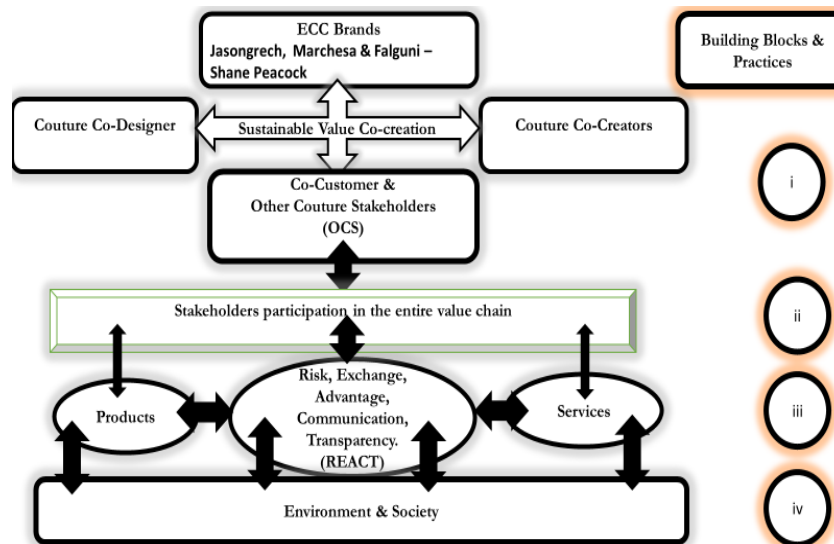 ECC Brands
Jasongrech, Marchesa & Falguni –
Shane Peacock
Building Blocks &
Practices
Couture Co-Designer
Sustainable Value Co-creation
Couture Co-Creators
Co-Customer &
Other Couture Stakeholders
(OCS)
i
Stakeholders participation in the entire value chain
ii
Products
Risk, Exchange,
Advantage,
Communication,
Transparency.
(REACT)
Services
iii
Environment & Society
iv